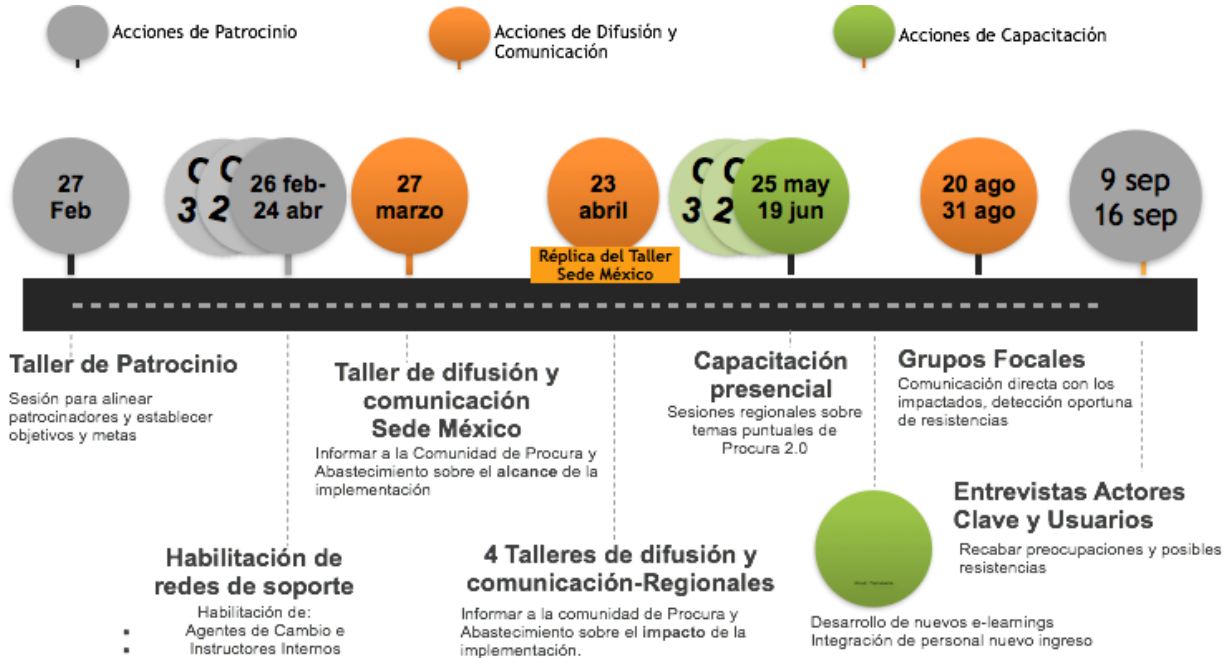 Acciones de Patrocinio
Acciones de Difusión y
Comunicación
Acciones de Capacitación
27
Feb
C
3
C
2
26 feb-
24 abr
27
marzo
23
abril
C
3
C
2
25 may
19 jun
20 ago
31 ago
9 sep
16 sep
Réplica del Taller
Sede México
Taller de Patrocinio
Sesión para alinear
patrocinadores y establecer
objetivos y metas
Taller de difusión y
comunicación
Sede México
Informar a la Comunidad de Procura y
Abastecimiento sobre el alcance de la
implementación
Capacitación
presencial
Sesiones regionales sobre
temas puntuales de
Procura 2.0
Grupos Focales
Comunicación directa con los
impactados, detección oportuna
de resistencias
Habilitación de
redes de soporte
Habilitación de:
▪ Agentes de Cambio e
▪ Instructores Internos
4 Talleres de difusión y
comunicación-Regionales
Informar a la comunidad de Procura y
Abastecimiento sobre el impacto de la
implementación.
Desarrollo de nuevos e-learnings
Integración de personal nuevo ingreso
Entrevistas Actores
Clave y Usuarios
Recabar preocupaciones y posibles
resistencias